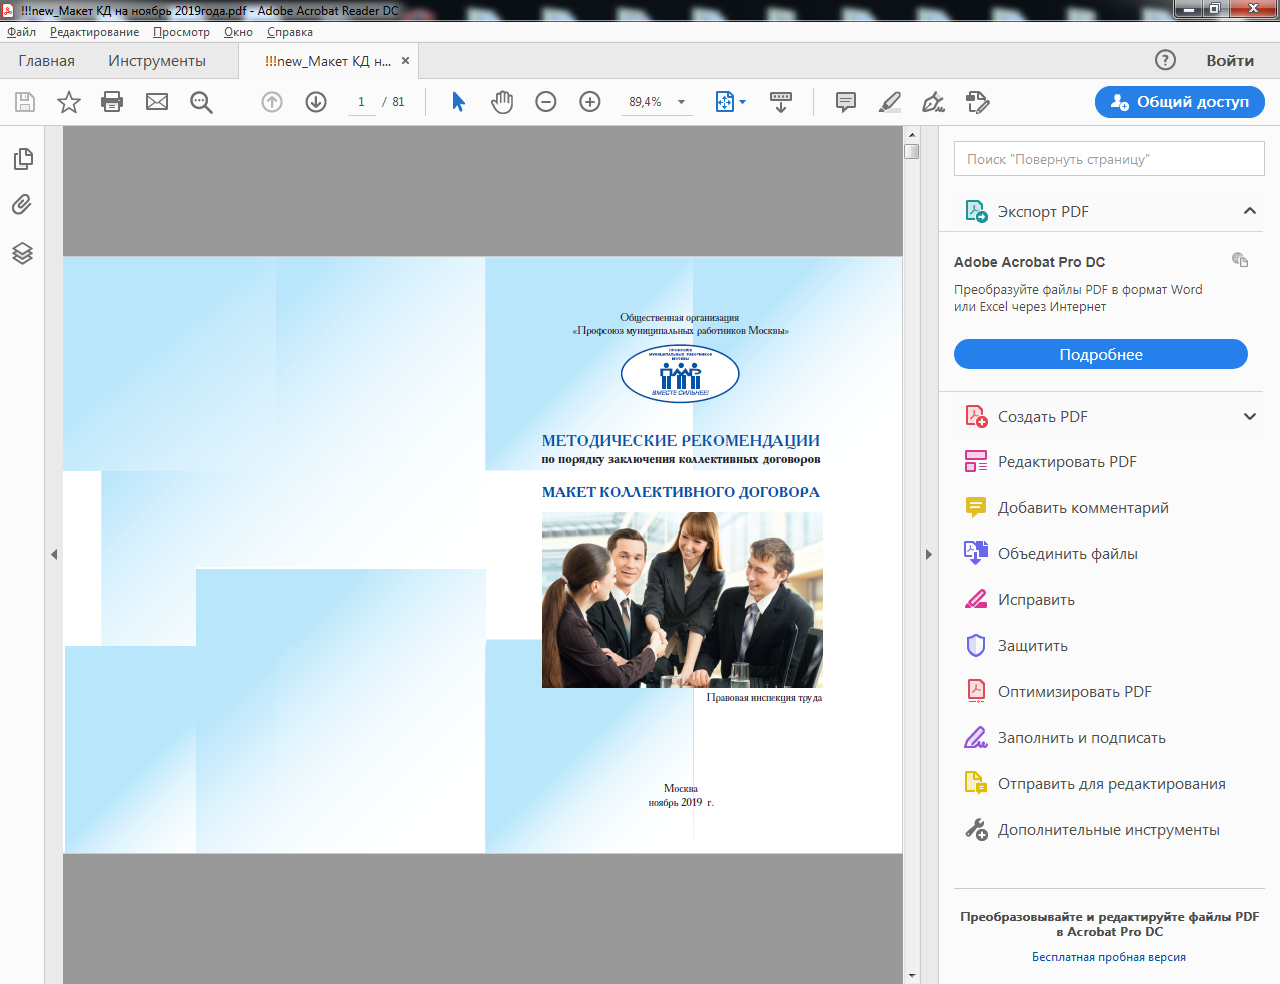 !!!new_Макет КД на ноябрь 2019года.pdf - Adobe Acrobat Reader DC
Файл Редактирование Просмотр Окно Справка
Главная Инструменты !!!new_Макет КД н... × Войти
1 / 81 89,4% Общий доступ
Поиск "Повернуть страницу"
Экспорт PDF
Adobe Acrobat Pro DC
Преобразуйте файлы PDF в формат Word
или Excel через Интернет
Подробнее
Создать PDF
Редактировать PDF
Добавить комментарий
Объединить файлы
Исправить
Защитить
Оптимизировать PDF
Заполнить и подписать
Отправить для редактирования
Дополнительные инструменты
Преобразовывайте и редактируйте файлы PDF
в Acrobat Pro DC
Бесплатная пробная версия
Общественная организация
«Профсоюз муниципальных работников Москвы»
ПРОФСОЮЗ
МУНИЦИПАЛЬНЫХ РАБОТНИКОВ
МОСКВЫ
ПМР
ВМЕСТЕ СИЛЬНЕЕ!
МЕТОДИЧЕСКИЕ РЕКОМЕНДАЦИИ
по порядку заключения коллективных договоров
МАКЕТ КОЛЛЕКТИВНОГО ДОГОВОРА
Правовая инспекция труда
Москва
ноябрь 2019 г.